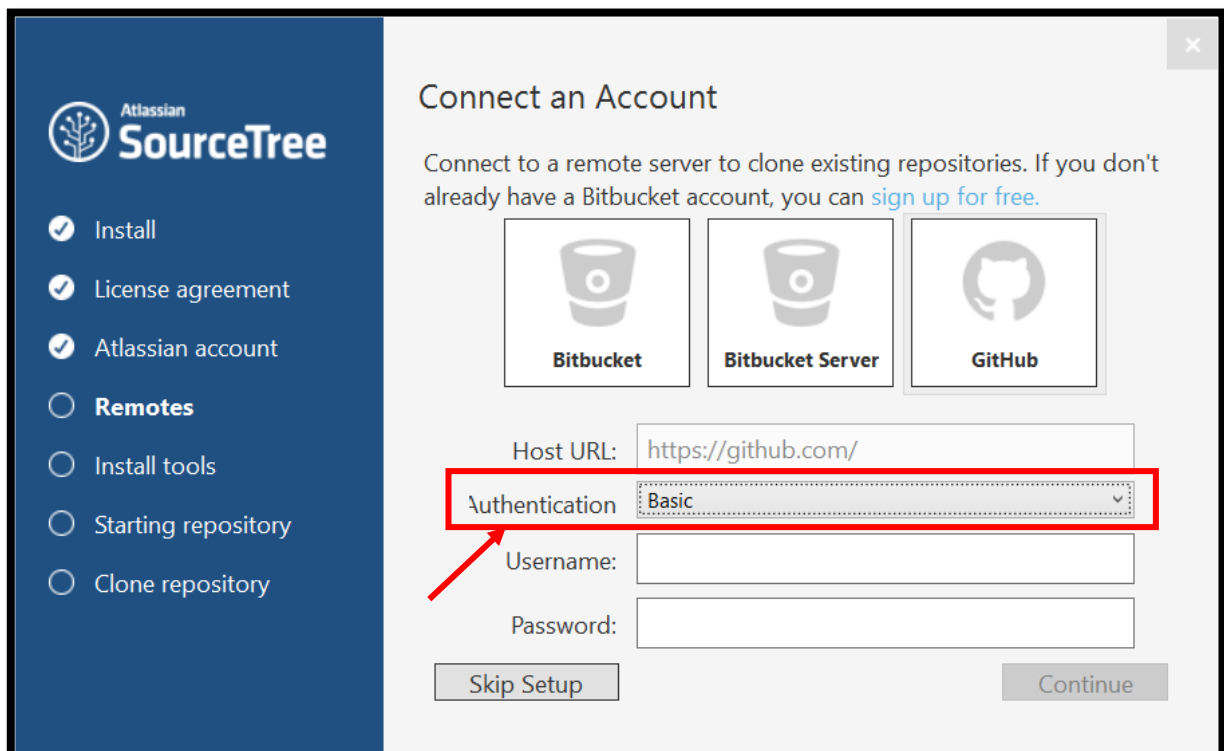 Atlassian
SourceTree
Install
License agreement
Atlassian account
Remotes
Install tools
Starting repository
Clone repository
Connect an Account
Connect to a remote server to clone existing repositories. If you don't
already have a Bitbucket account, you can sign up for free.
Bitbucket
Bitbucket Server
GitHub
Host URL: https://github.com/
Authentication Basic
Username:
Password:
Skip Setup
Continue